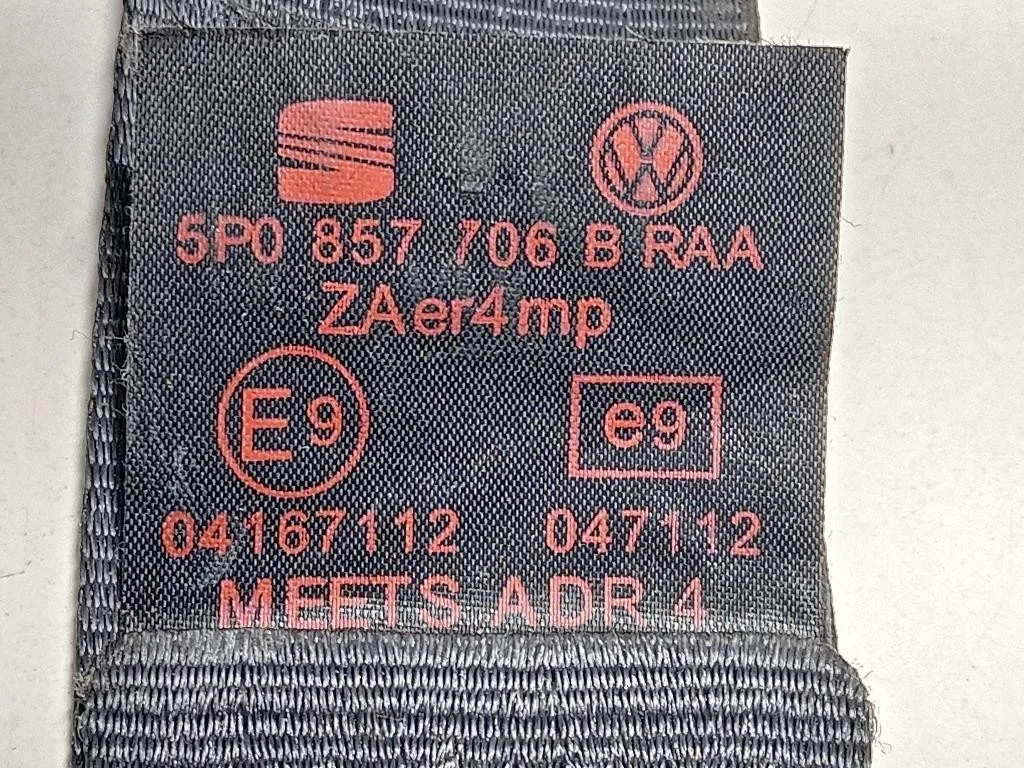 5P0 857 706 B RAA
ZAer4mp
E9 e9
04167112 047112
MEETS ADR 4